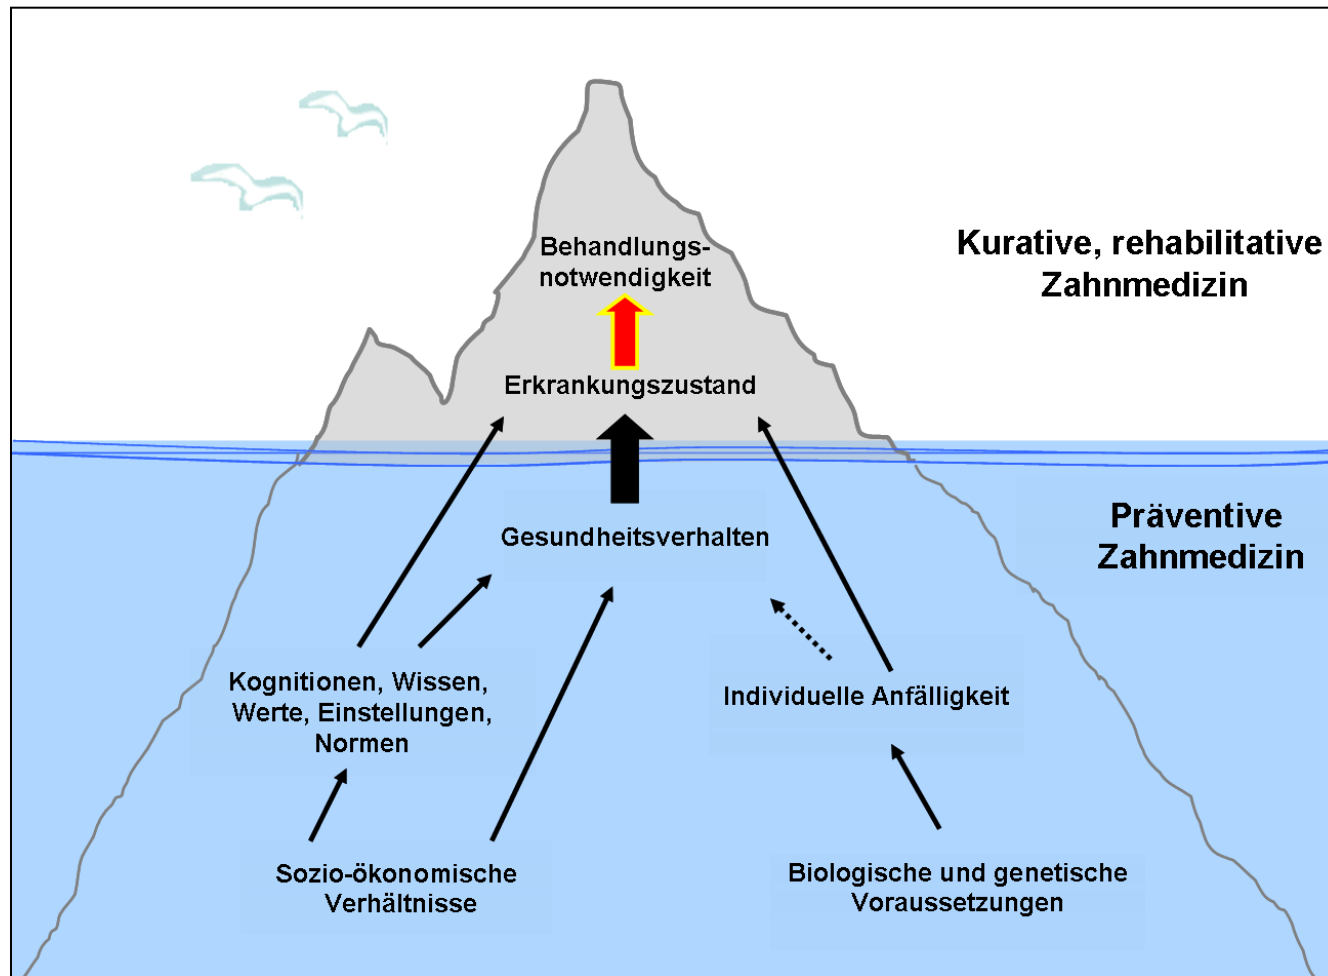 Behandlungs-
notwendigkeit
Kurative, rehabilitative
Zahnmedizin
Erkrankungszustand
Präventive
Zahnmedizin
Gesundheitsverhalten
Kognitionen, Wissen,
Werte, Einstellungen,
Normen
Individuelle Anfälligkeit
Sozio-ökonomische
Verhältnisse
Biologische und genetische
Voraussetzungen